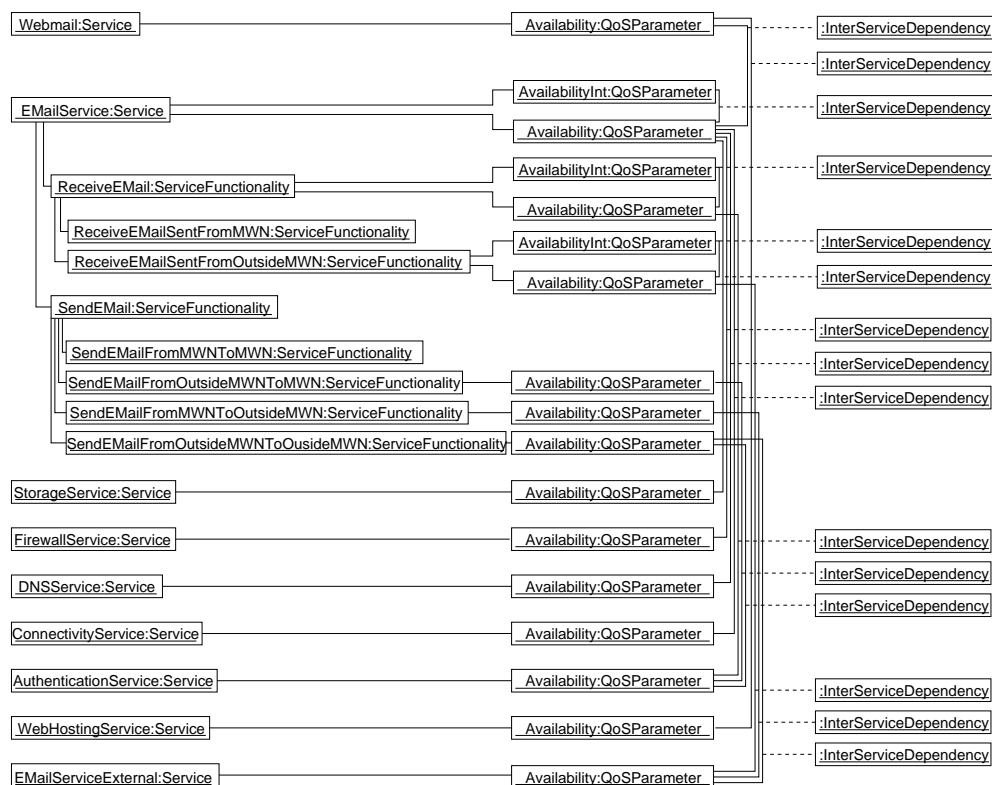 Webmail:Service
Availability:QoSParameter
:InterServiceDependency
:InterServiceDependency
AvailabilityInt:QoSParameter
EMailService:Service
:InterServiceDependency
Availability:QoSParameter
AvailabilityInt:QoSParameter
:InterServiceDependency
ReceiveEMail:ServiceFunctionality
Availability:QoSParameter
ReceiveEMailSentFromMWN:ServiceFunctionality
AvailabilityInt:QoSParameter
:InterServiceDependency
ReceiveEMailSentFromOutsideMWN:ServiceFunctionality
Availability:QoSParameter
:InterServiceDependency
SendEMail:ServiceFunctionality
:InterServiceDependency
SendEMailFromMWNToMWN:ServiceFunctionality
:InterServiceDependency
SendEMailFromOutsideMWNToMWN:ServiceFunctionality
Availability:QoSParameter
:InterServiceDependency
SendEMailFromMWNToOutsideMWN:ServiceFunctionality
Availability:QoSParameter
SendEMailFromOutsideMWNToOusideMWN:ServiceFunctionality
Availability:QoSParameter
StorageService:Service
Availability:QoSParameter
FirewallService:Service
Availability:QoSParameter
:InterServiceDependency
:InterServiceDependency
DNSService:Service
Availability:QoSParameter
:InterServiceDependency
ConnectivityService:Service
Availability:QoSParameter
AuthenticationService:Service
Availability:QoSParameter
:InterServiceDependency
WebHostingService:Service
Availability:QoSParameter
:InterServiceDependency
:InterServiceDependency
EMailServiceExternal:Service
Availability:QoSParameter